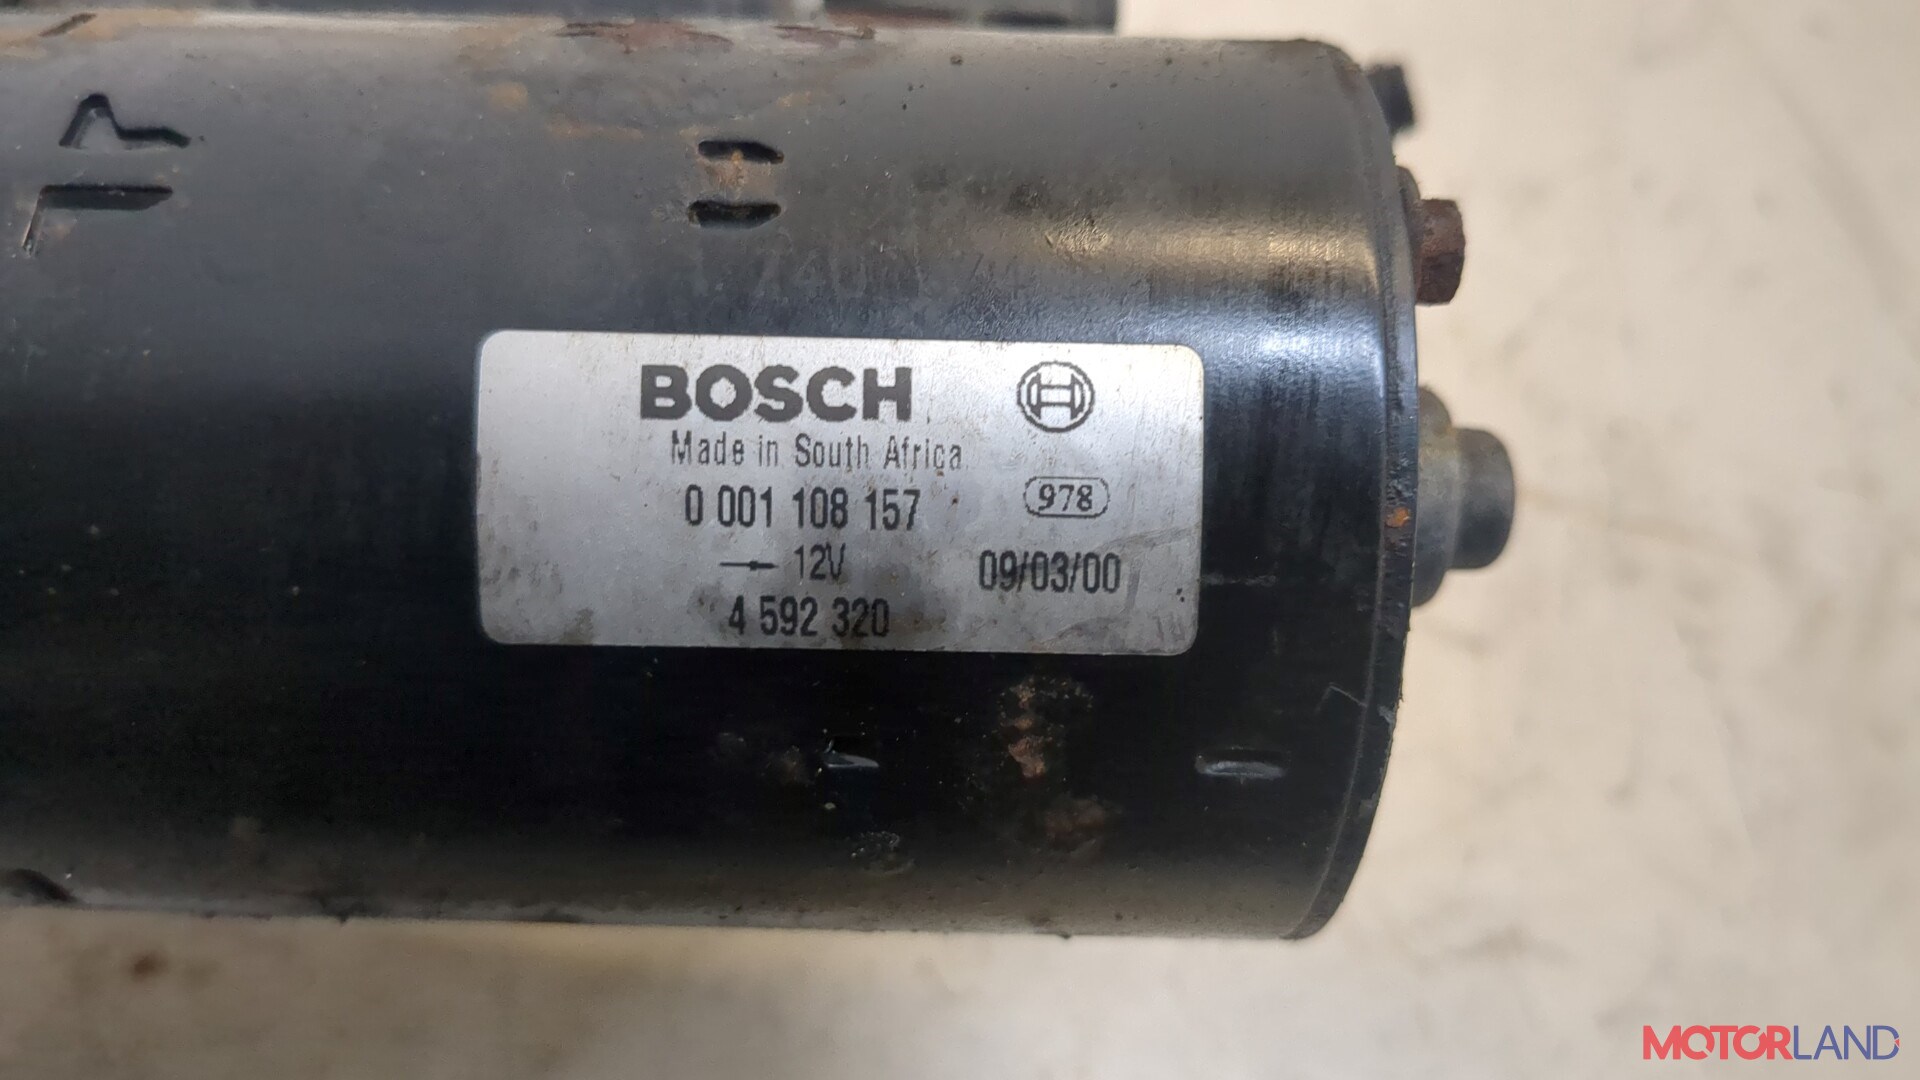 BOSCH
Made in South Africa
0 001 108 157 978
12V 09/03/00
4 592 320
MOTORLAND